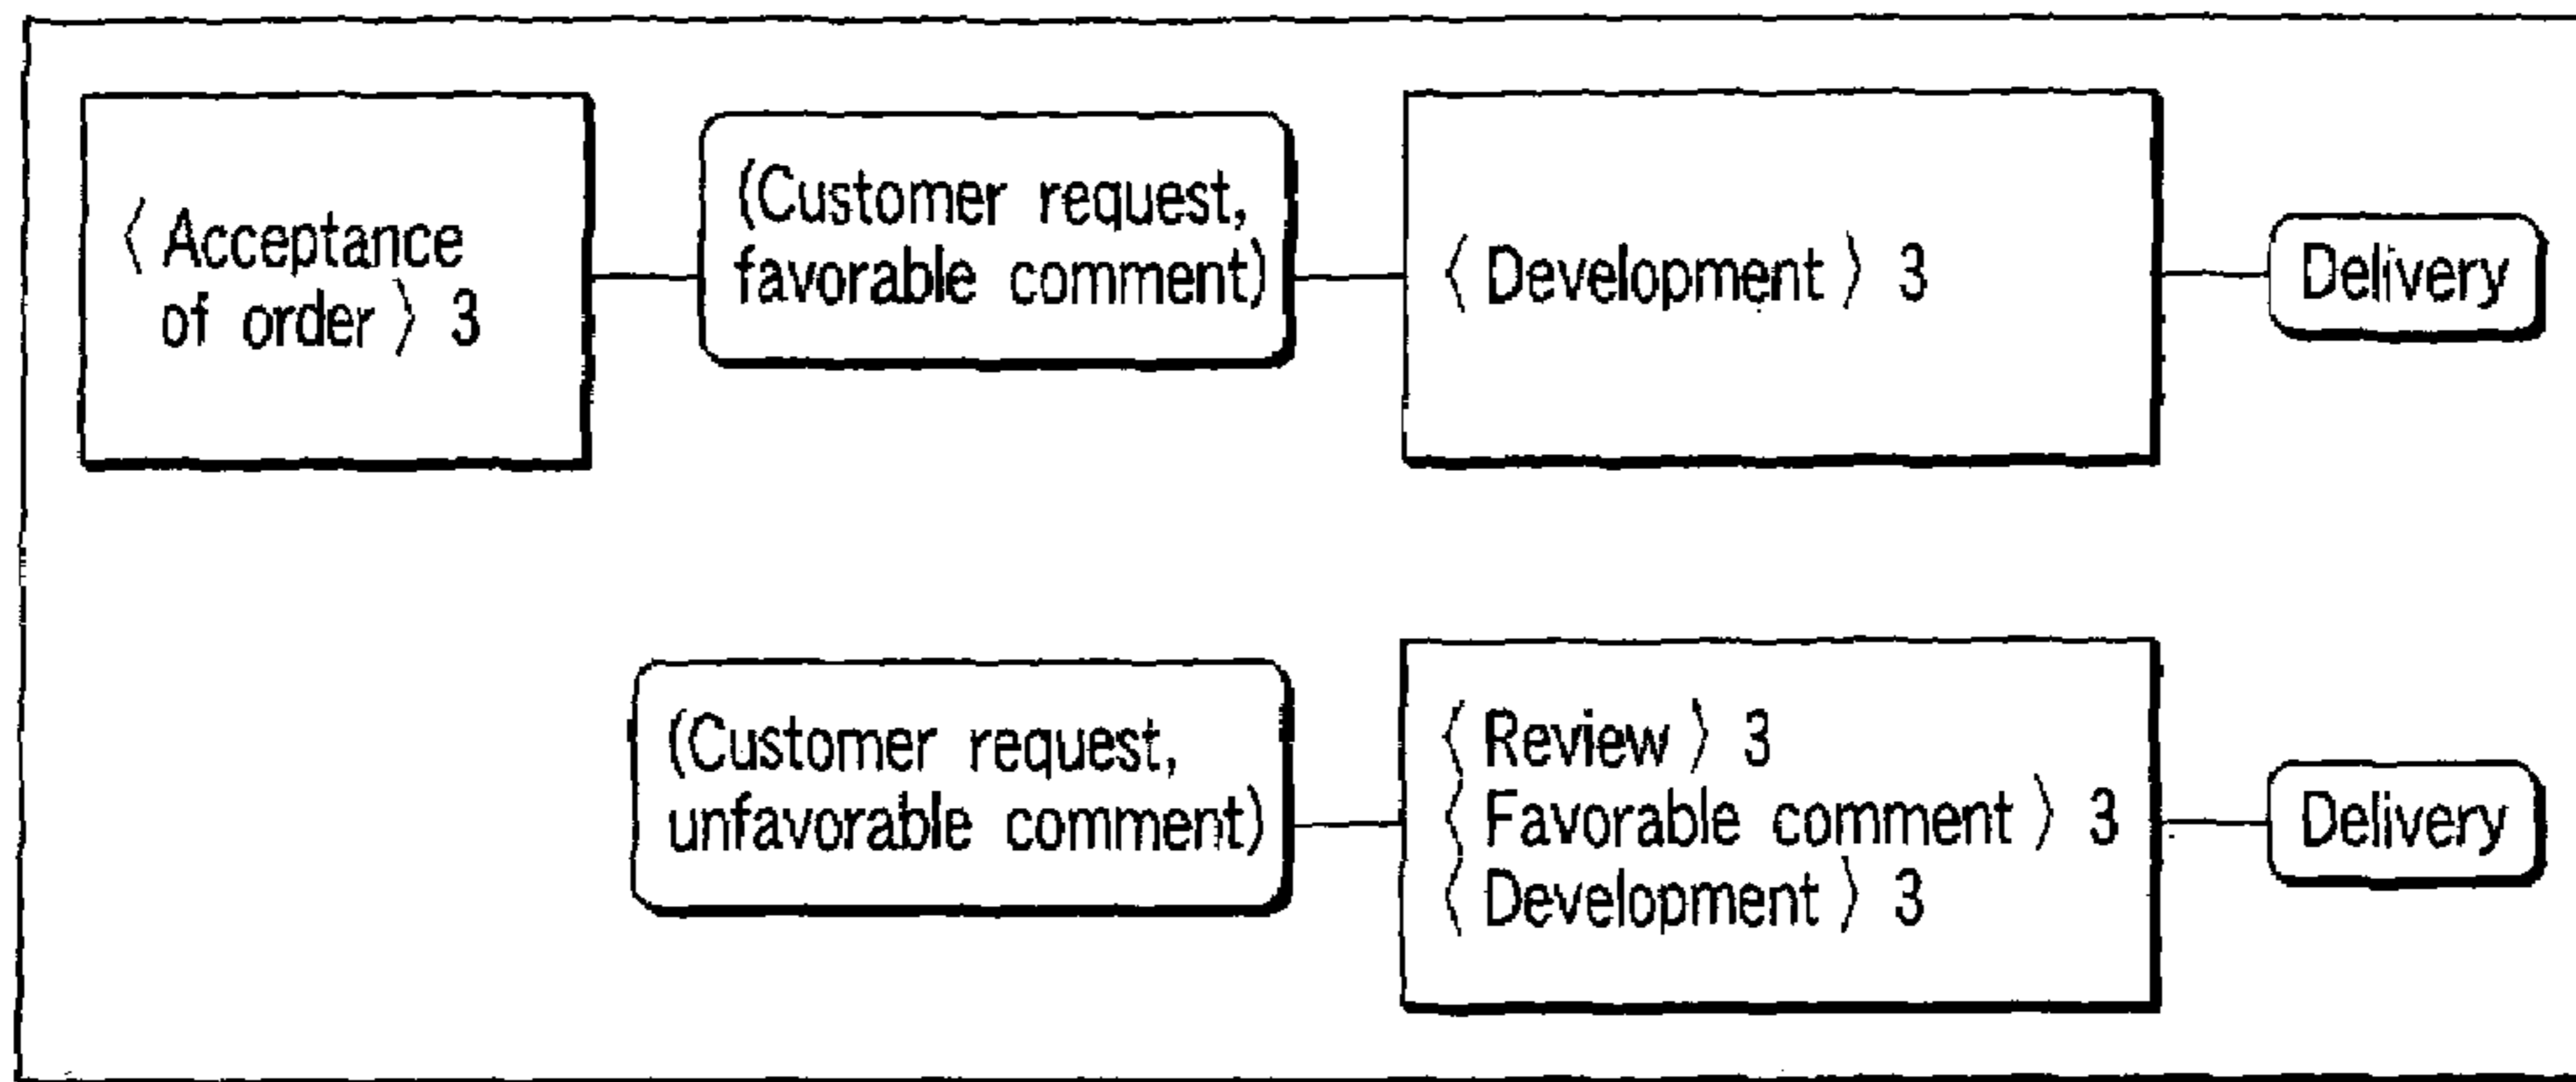 〈 Acceptance
of order 〉 3
(Customer request,
favorable comment)
〈 Development 〉 3
Delivery
(Customer request,
unfavorable comment)
〈 Review 〉 3
〈 Favorable comment 〉 3
〈 Development 〉 3
Delivery